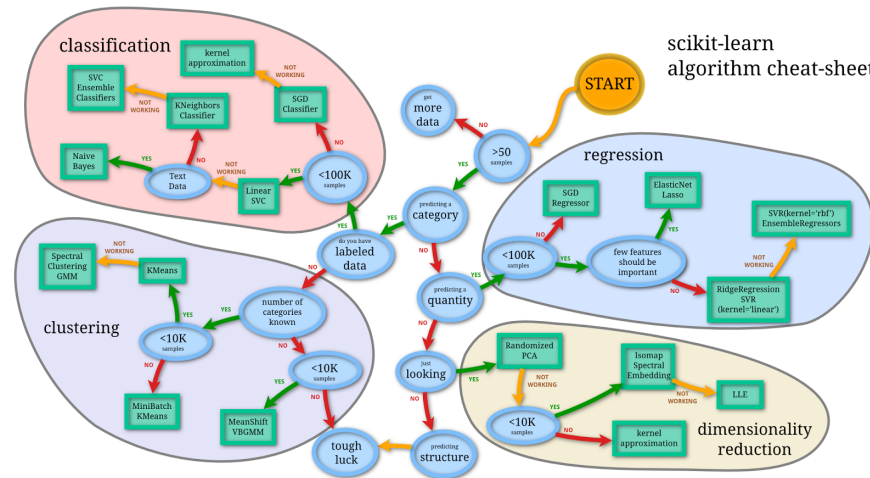 scikit-learn
algorithm cheat-sheet
START
classification
kernel
approximation
NOT
WORKING
SVC
Ensemble
Classifiers
NOT
WORKING
KNeighbors
Classifier
SGD
Classifier
NO
Naive
Bayes
YES
Text
Data
NO
NOT
WORKING
Linear
SVC
YES
<100K
samples
YES
get
more
data
NO
>50
samples
YES
predicting a
category
YES
NO
do you have
labeled
data
NO
predicting a
quantity
YES
NO
just
looking
YES
NO
predicting
structure
tough
luck
regression
SGD
Regressor
NO
<100K
samples
YES
ElasticNet
Lasso
YES
few features
should be
important
NO
SVR(kernel='rbf')
EnsembleRegressors
NOT
WORKING
RidgeRegression
SVR
(kernel='linear')
clustering
Spectral
Clustering
GMM
NOT
WORKING
KMeans
YES
<10K
samples
YES
NO
number of
categories
known
NO
MiniBatch
KMeans
<10K
samples
YES
NO
MeanShift
VBGMM
dimensionality
reduction
Randomized
PCA
NOT
WORKING
<10K
samples
YES
NO
Isomap
Spectral
Embedding
NOT
WORKING
LLE
kernel
approximation